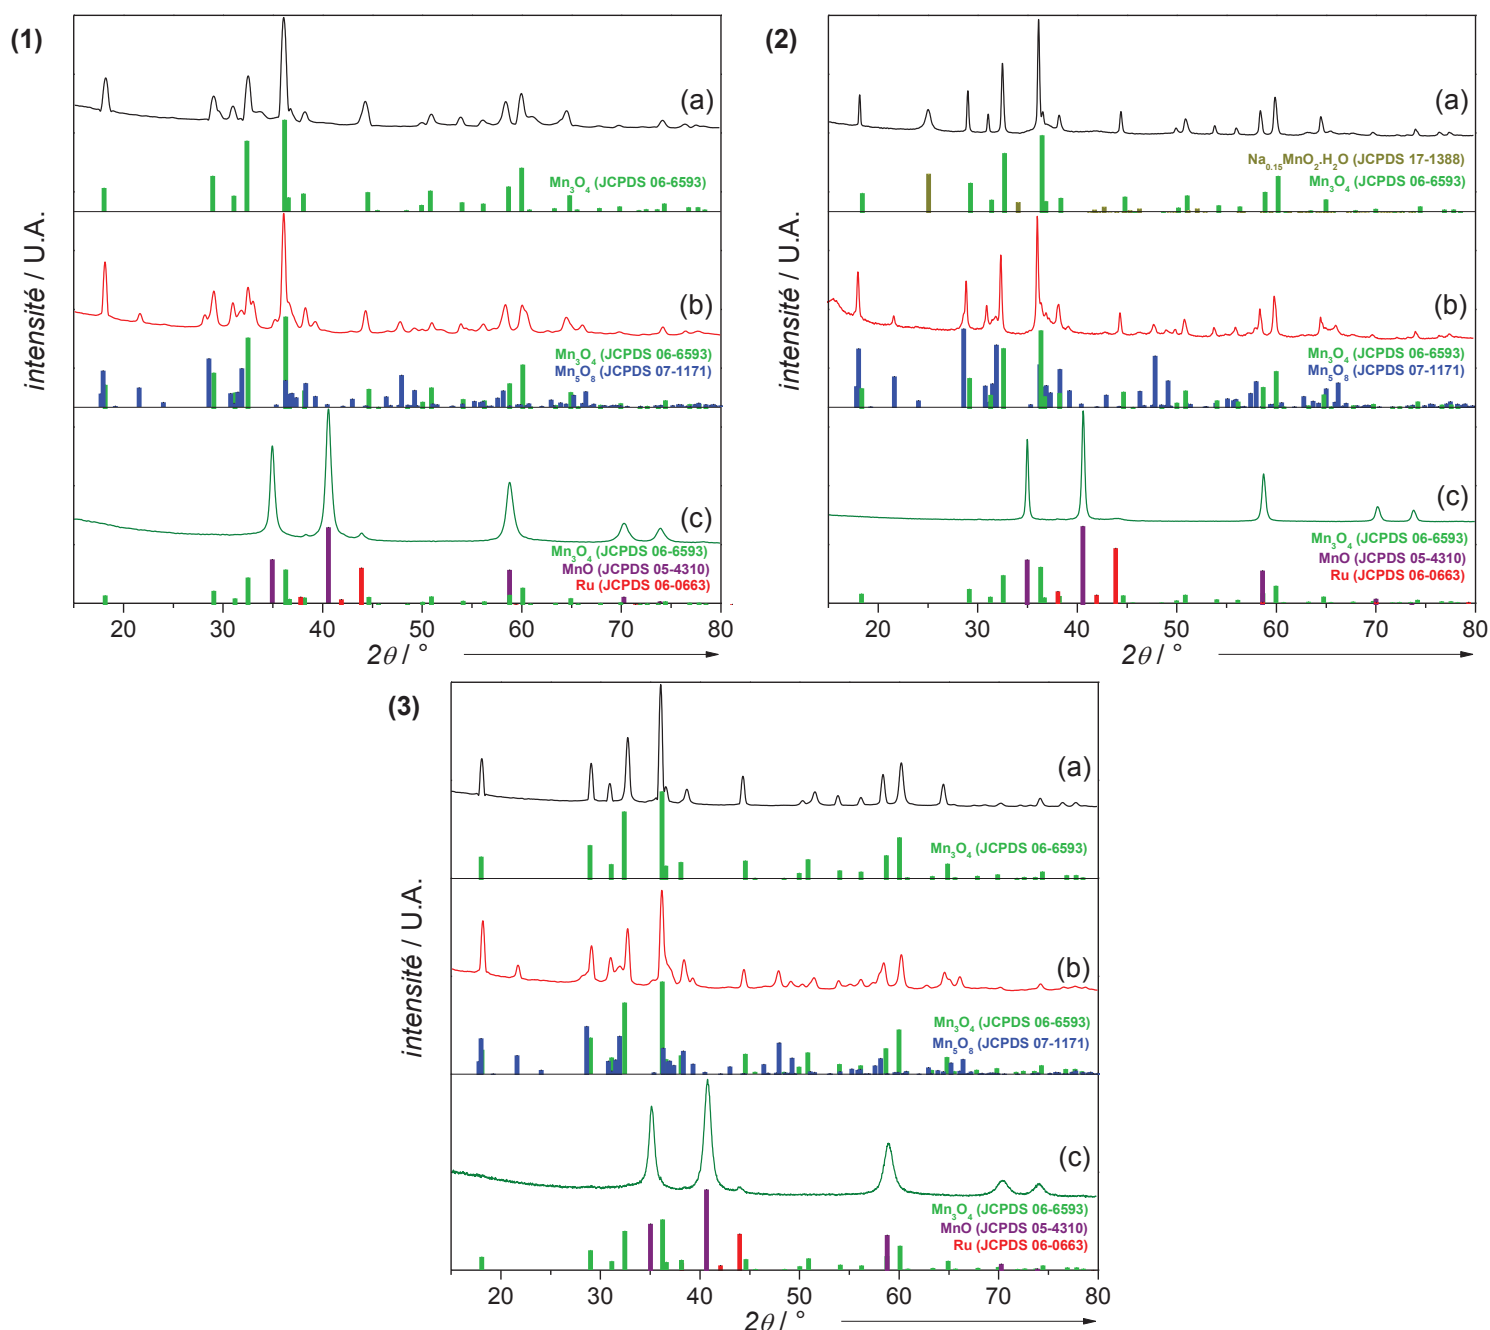 (1)
(a)
Mn₃O₄ (JCPDS 06-6593)
(b)
Mn₃O₄ (JCPDS 06-6593)
Mn₅O₈ (JCPDS 07-1171)
(c)
Mn₃O₄ (JCPDS 06-6593)
MnO (JCPDS 05-4310)
Ru (JCPDS 06-0663)
intensité / U.A.
20 30 40 50 60 70 80
2θ / °
(2)
(a)
Na₀.₁₅MnO₂.H₂O (JCPDS 17-1388)
Mn₃O₄ (JCPDS 06-6593)
(b)
Mn₃O₄ (JCPDS 06-6593)
Mn₅O₈ (JCPDS 07-1171)
(c)
Mn₃O₄ (JCPDS 06-6593)
MnO (JCPDS 05-4310)
Ru (JCPDS 06-0663)
intensité / U.A.
20 30 40 50 60 70 80
2θ / °
(3)
(a)
Mn₃O₄ (JCPDS 06-6593)
(b)
Mn₃O₄ (JCPDS 06-6593)
Mn₅O₈ (JCPDS 07-1171)
(c)
Mn₃O₄ (JCPDS 06-6593)
MnO (JCPDS 05-4310)
Ru (JCPDS 06-0663)
intensité / U.A.
20 30 40 50 60 70 80
2θ / °